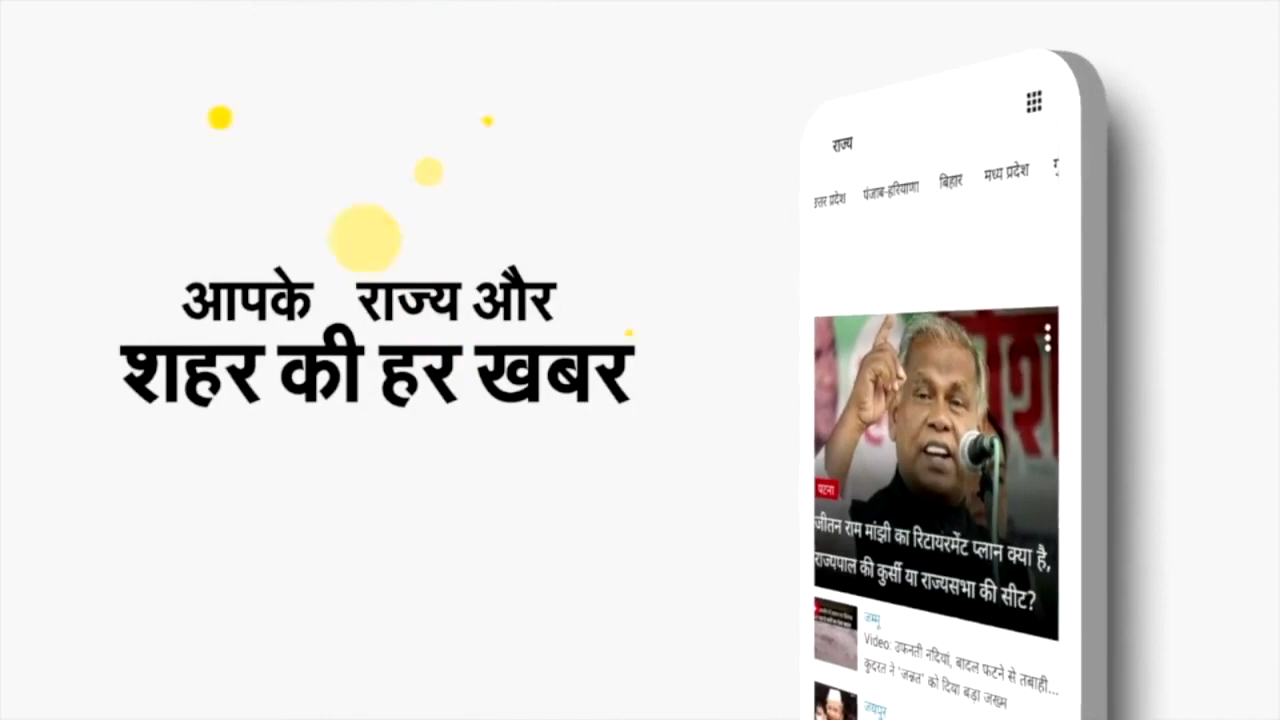 आपके राज्य और
शहर की हर खबर
राज्य
उत्तर प्रदेश पंजाब-हरियाणा बिहार मध्य प्रदेश
पटना
जीतन राम मांझी का रिटायरमेंट प्लान क्या है,
राज्यपाल की कुर्सी या राज्यसभा की सीट?
जम्मू
Video: उफनती नदियां, बादल फटने से तबाही...
कुदरत ने 'जन्नत' को दिया बड़ा जख्म
जयपुर